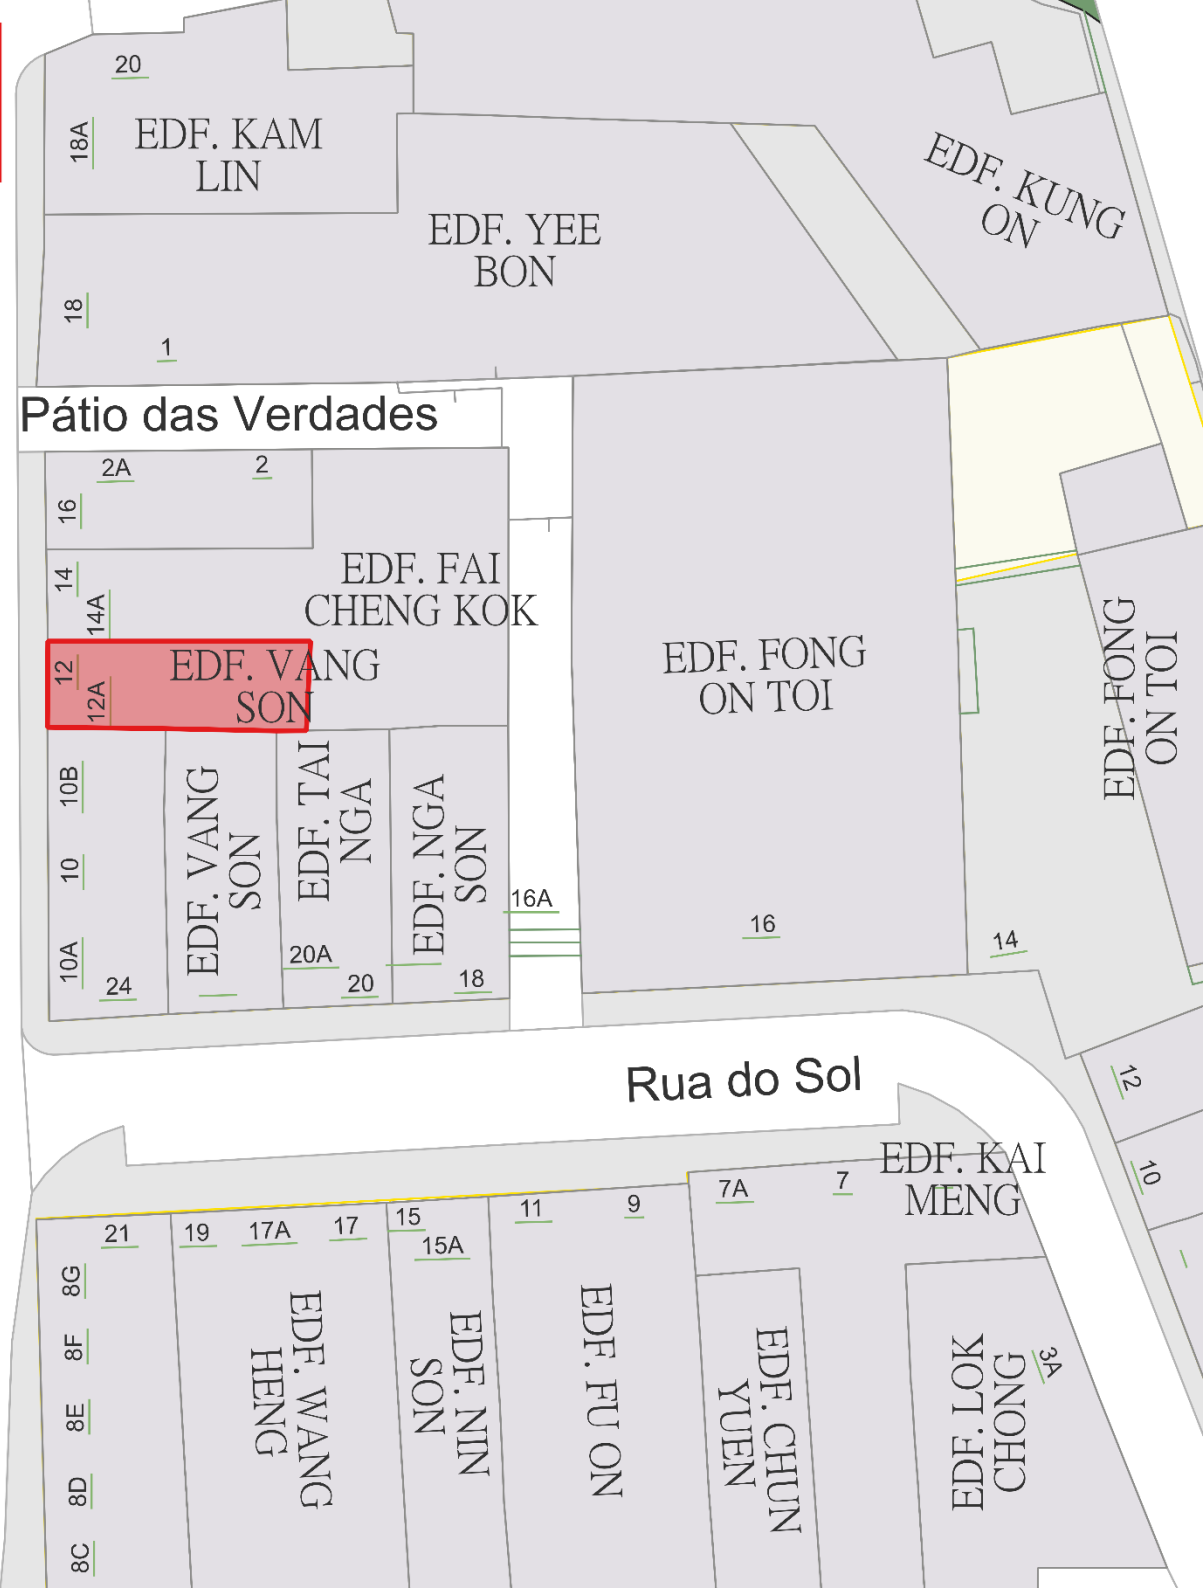 20
18A
EDF. KAM
LIN
EDF. KUNG
ON
EDF. YEE
BON
18
1
Pátio das Verdades
2A
2
16
14
14A
EDF. FAI
CHENG KOK
12
12A
EDF. VANG
SON
EDF. FONG
ON TOI
EDF. FONG
ON TOI
10B
10
10A
24
EDF. VANG
SON
EDF. TAI
NGA
20A
20
EDF. NGA
SON
18
16A
16
14
12
10
Rua do Sol
EDF. KAI
MENG
21
19
17A
17
15
15A
11
9
7A
7
8G
8F
8E
8D
8C
EDF. WANG
HENG
EDF. NIN
SON
EDF. FU ON
EDF. CHUN
YUEN
EDF. LOK
CHONG
3A